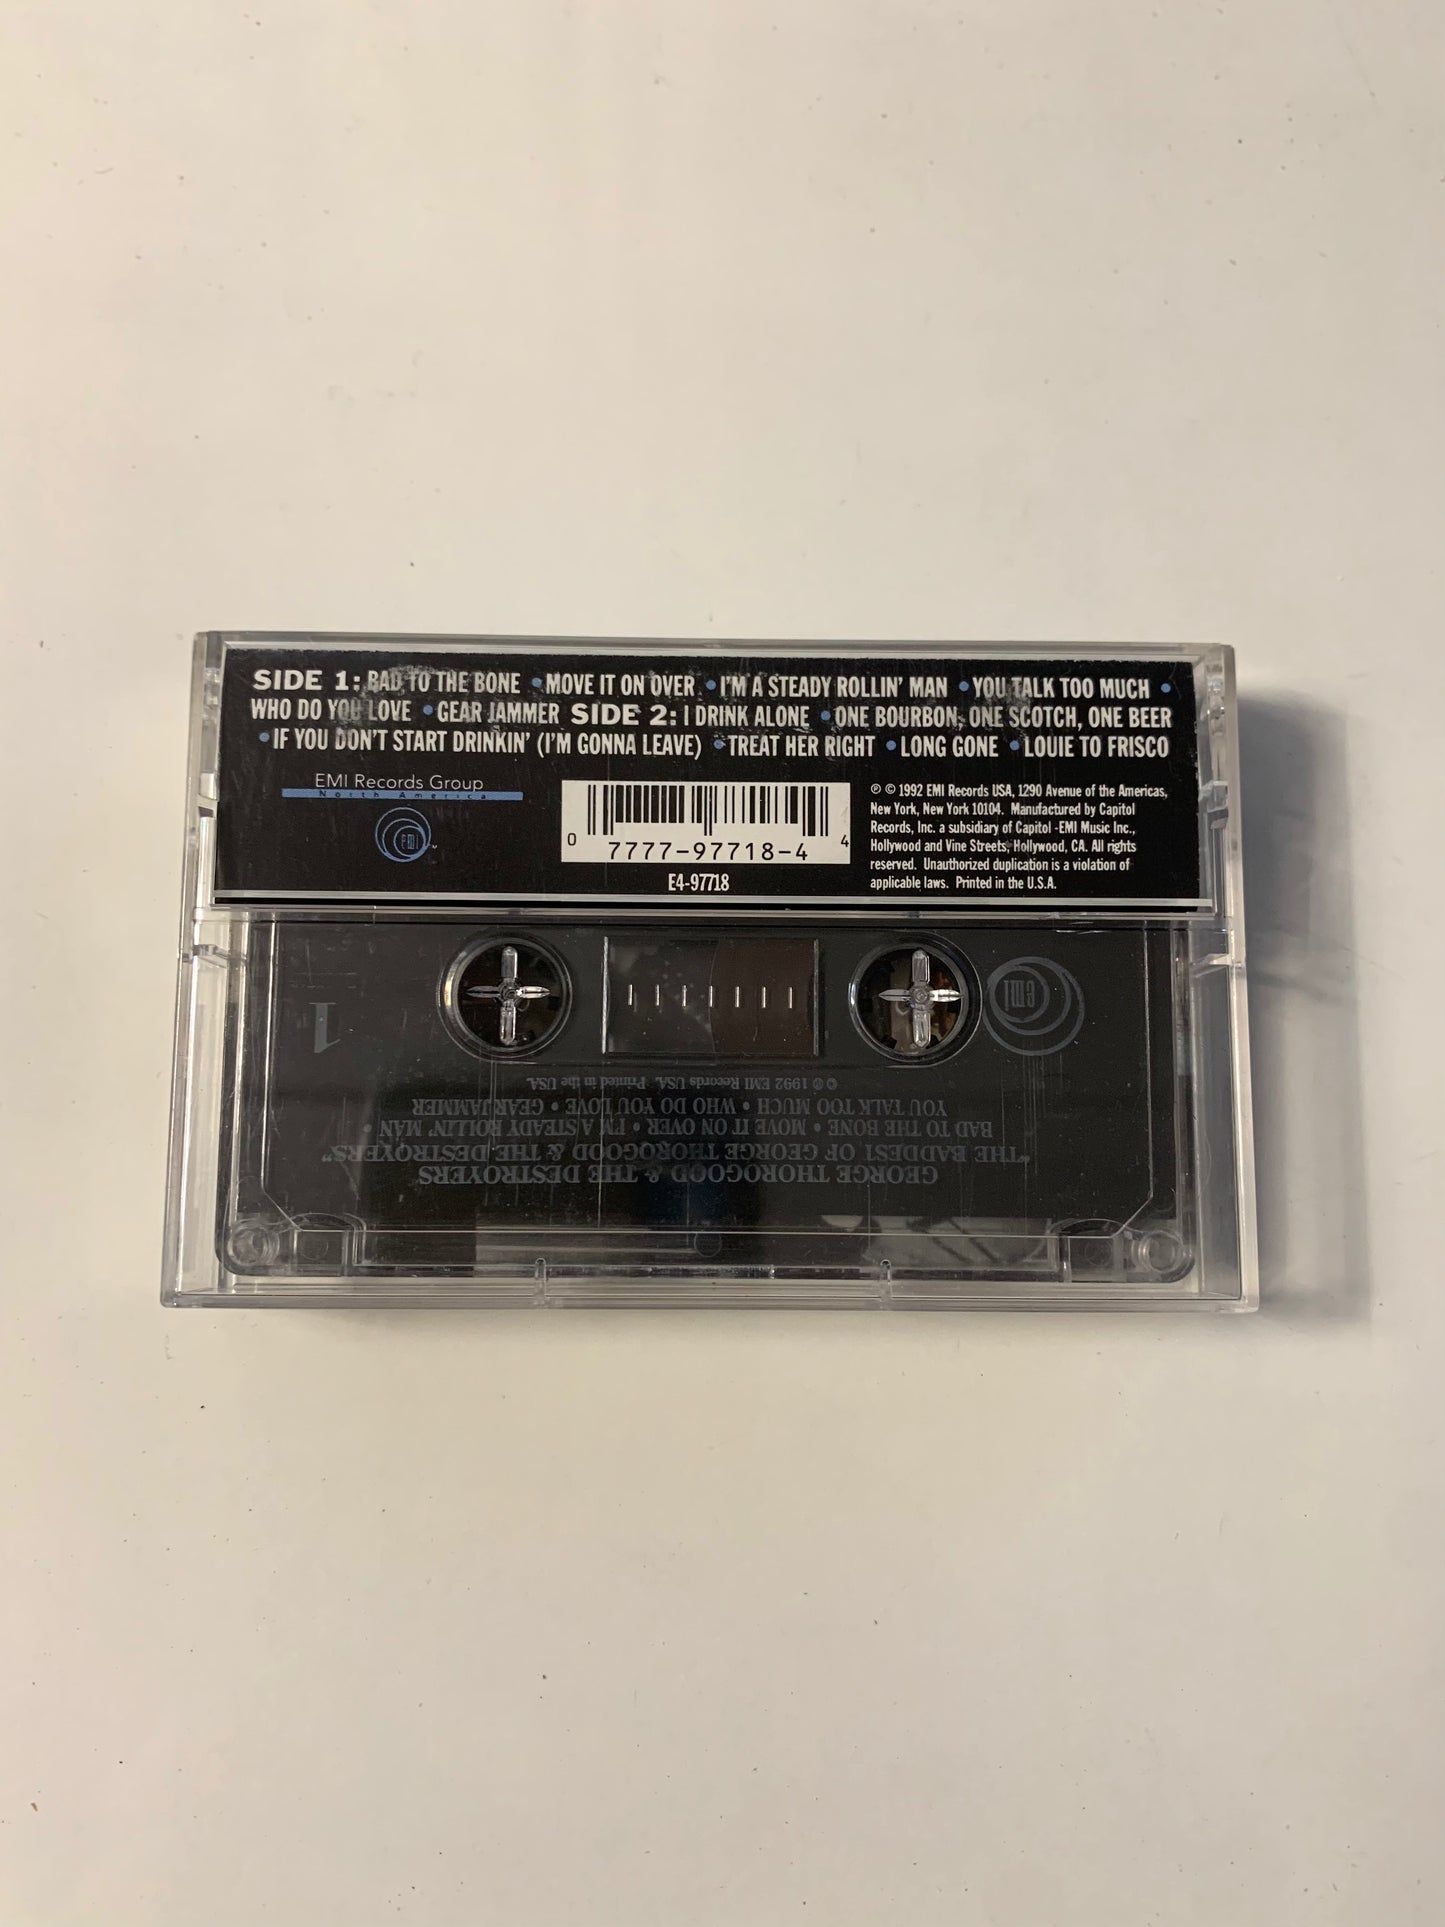 SIDE 1: BAD TO THE BONE • MOVE IT ON OVER • I'M A STEADY ROLLIN' MAN • YOU TALK TOO MUCH •
WHO DO YOU LOVE • GEAR JAMMER SIDE 2: I DRINK ALONE • ONE BOURBON, ONE SCOTCH, ONE BEER
• IF YOU DON'T START DRINKIN' (I'M GONNA LEAVE) • TREAT HER RIGHT • LONG GONE • LOUIE TO FRISCO
EMI Records Group
North America
EMI ™
0 7777-97718-4 4
E4-97718
℗ © 1992 EMI Records USA, 1290 Avenue of the Americas,
New York, New York 10104. Manufactured by Capitol
Records, Inc. a subsidiary of Capitol -EMI Music Inc.,
Hollywood and Vine Streets, Hollywood, CA. All rights
reserved. Unauthorized duplication is a violation of
applicable laws. Printed in the U.S.A.
GEORGE THOROGOOD & THE DESTROYERS
"THE BADDEST OF GEORGE THOROGOOD & THE DESTROYERS"
BAD TO THE BONE • MOVE IT ON OVER • I'M A STEADY ROLLIN' MAN •
YOU TALK TOO MUCH • WHO DO YOU LOVE • GEAR JAMMER
℗ © 1992 EMI Records USA. Printed in the USA.
EMI
1